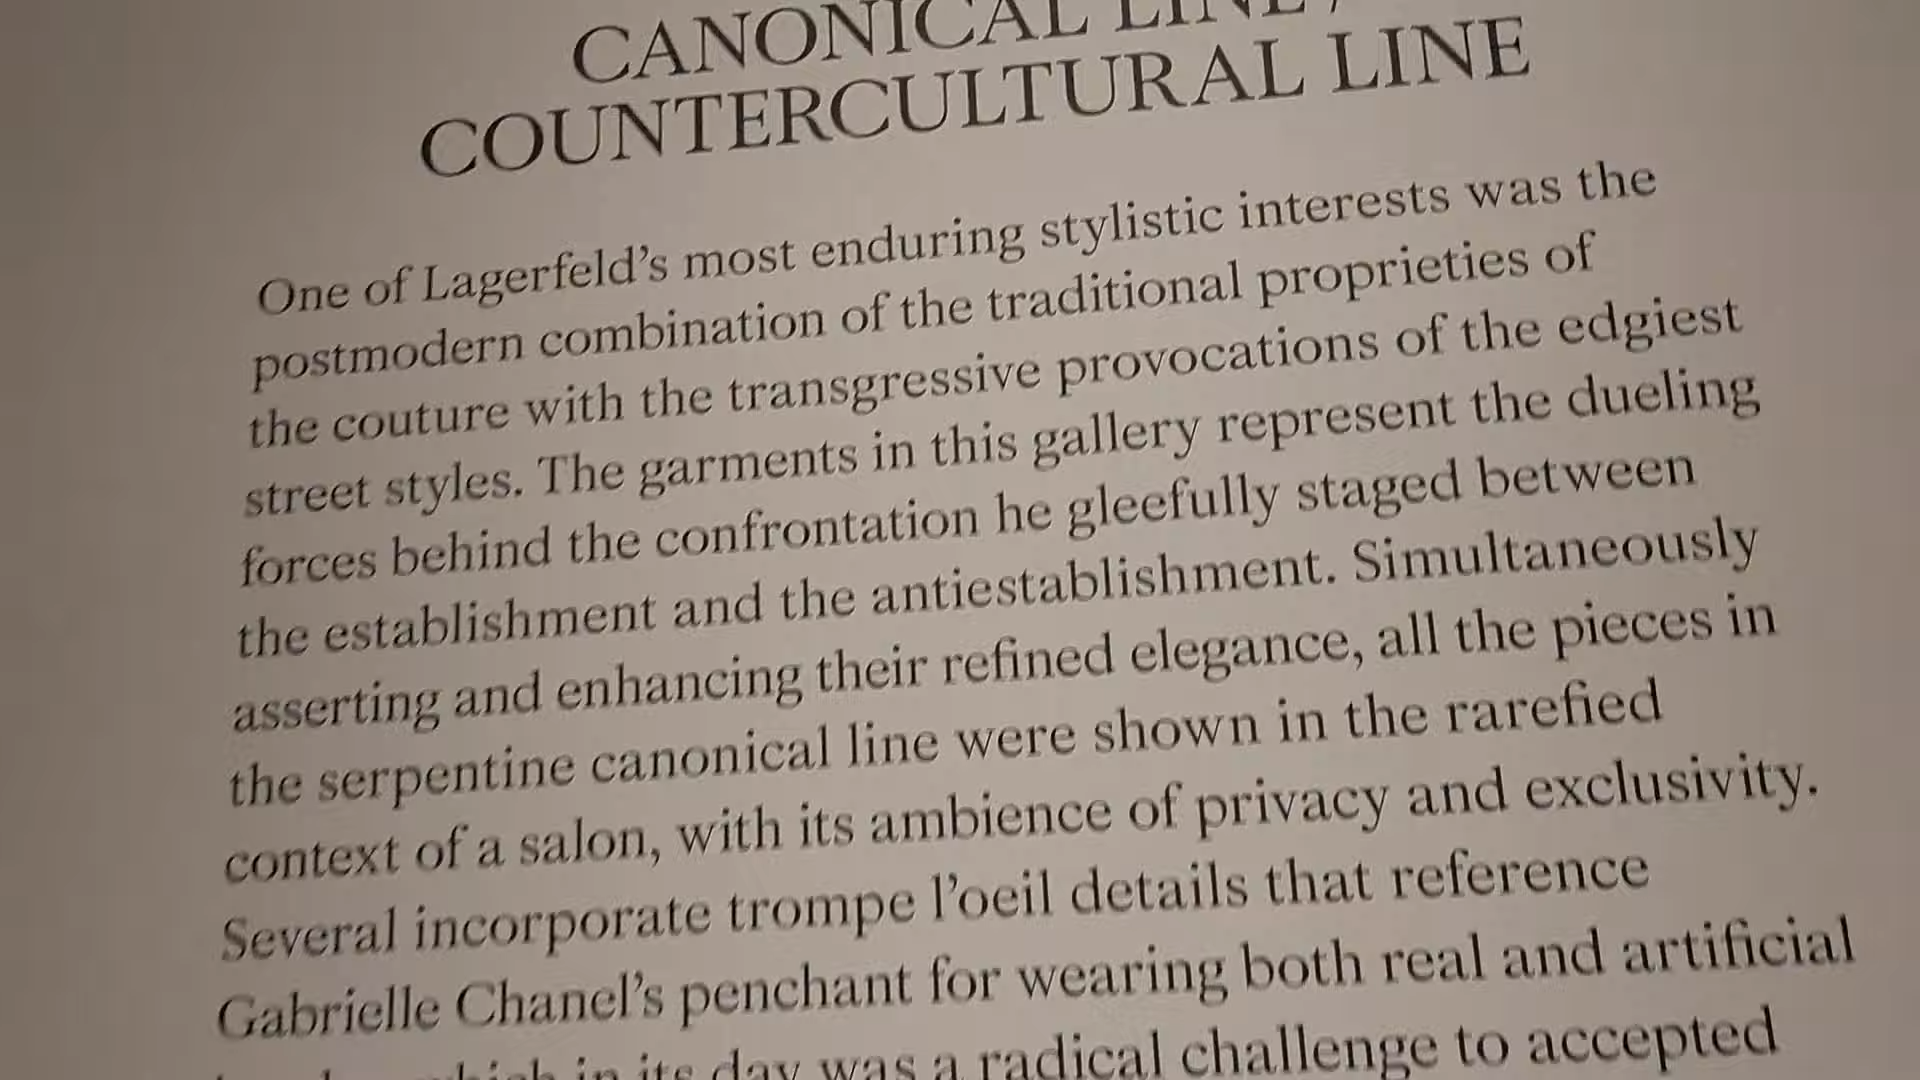 CANONICAL LINE /
COUNTERCULTURAL LINE
One of Lagerfeld's most enduring stylistic interests was the
postmodern combination of the traditional proprieties of
the couture with the transgressive provocations of the edgiest
street styles. The garments in this gallery represent the dueling
forces behind the confrontation he gleefully staged between
the establishment and the antiestablishment. Simultaneously
asserting and enhancing their refined elegance, all the pieces in
the serpentine canonical line were shown in the rarefied
context of a salon, with its ambience of privacy and exclusivity.
Several incorporate trompe l'oeil details that reference
Gabrielle Chanel's penchant for wearing both real and artificial
which in its day was a radical challenge to accepted